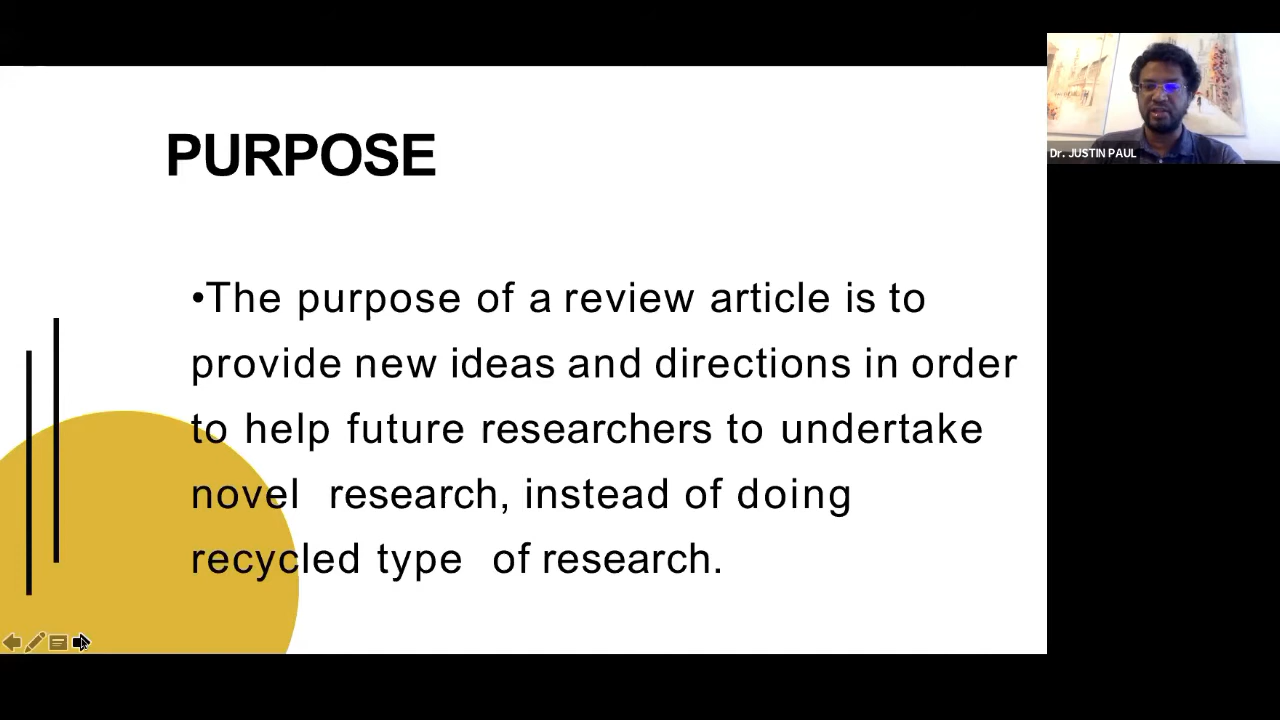 PURPOSE
•The purpose of a review article is to
provide new ideas and directions in order
to help future researchers to undertake
novel research, instead of doing
recycled type of research.
Dr. JUSTIN PAUL